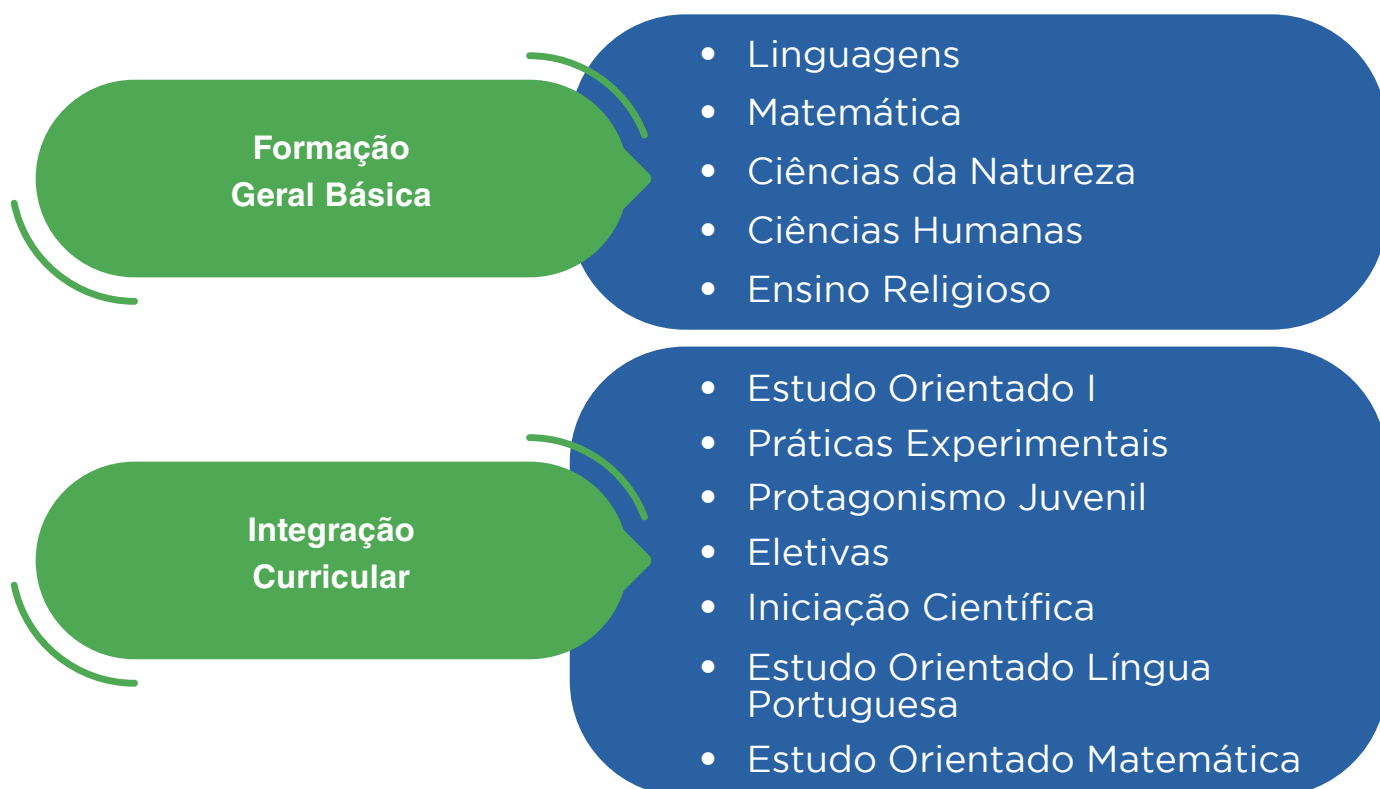 Formação
Geral Básica
• Linguagens
• Matemática
• Ciências da Natureza
• Ciências Humanas
• Ensino Religioso
Integração
Curricular
• Estudo Orientado I
• Práticas Experimentais
• Protagonismo Juvenil
• Eletivas
• Iniciação Científica
• Estudo Orientado Língua
Portuguesa
• Estudo Orientado Matemática